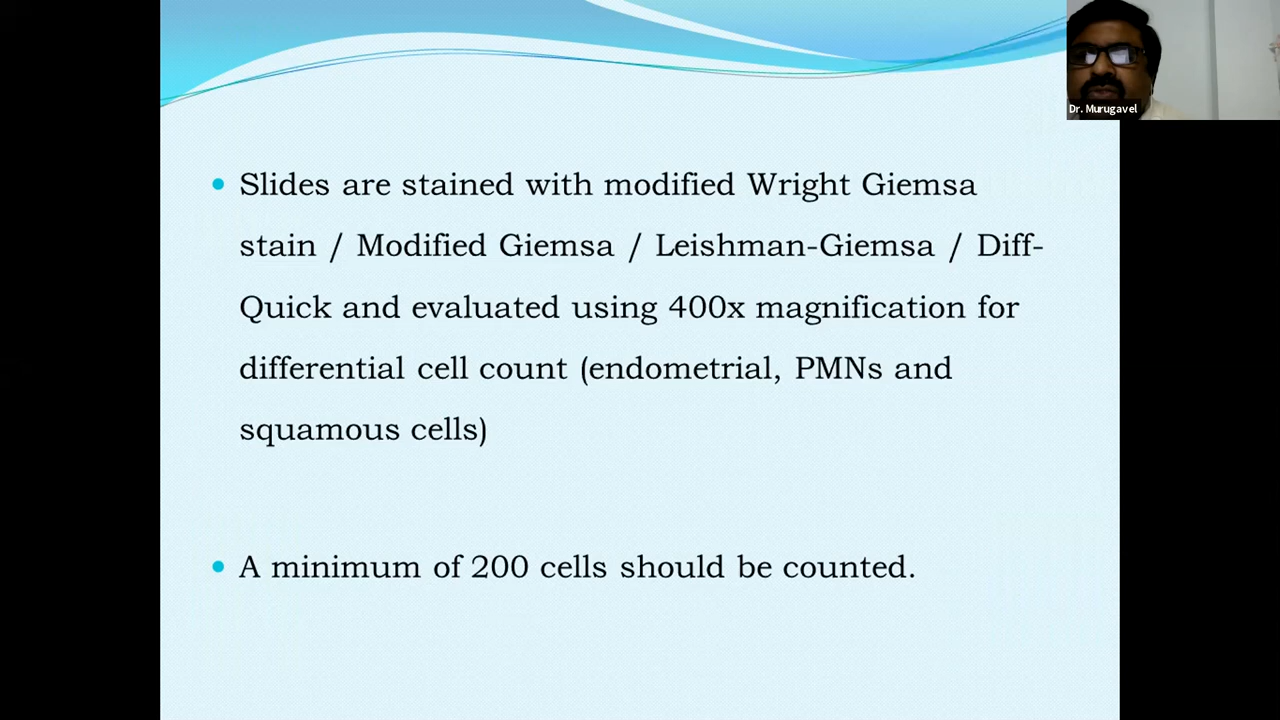 Dr. Murugavel
• Slides are stained with modified Wright Giemsa
stain / Modified Giemsa / Leishman-Giemsa / Diff-
Quick and evaluated using 400x magnification for
differential cell count (endometrial, PMNs and
squamous cells)
• A minimum of 200 cells should be counted.